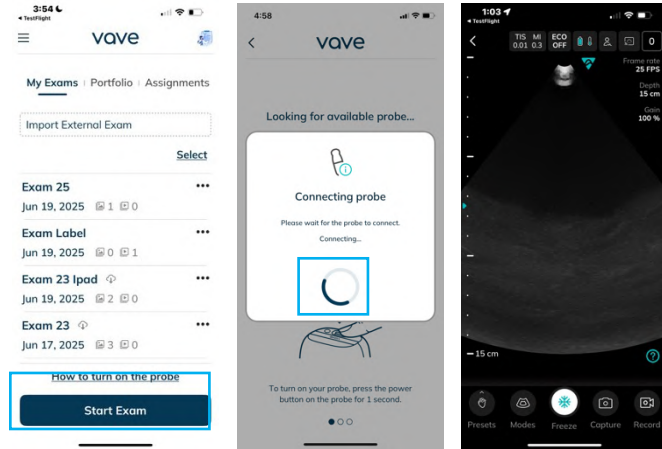 3:54
◀ TestFlight
vave
My Exams
Portfolio
Assignments
Import External Exam
Select
Exam 25
Jun 19, 2025 1 0
Exam Label
Jun 19, 2025 0 1
Exam 23 Ipad
Jun 19, 2025 2 0
Exam 23
Jun 17, 2025 3 0
How to turn on the probe
Start Exam
4:58
vave
Looking for available probe...
Connecting probe
Please wait for the probe to connect.
Connecting...
To turn on your probe, press the power
button on the probe for 1 second.
1:03
◀ TestFlight
TIS MI
0.01 0.3
ECO
OFF
0
Frame rate
25 FPS
Depth
15 cm
Gain
100 %
15 cm
Presets
Modes
Freeze
Capture
Record